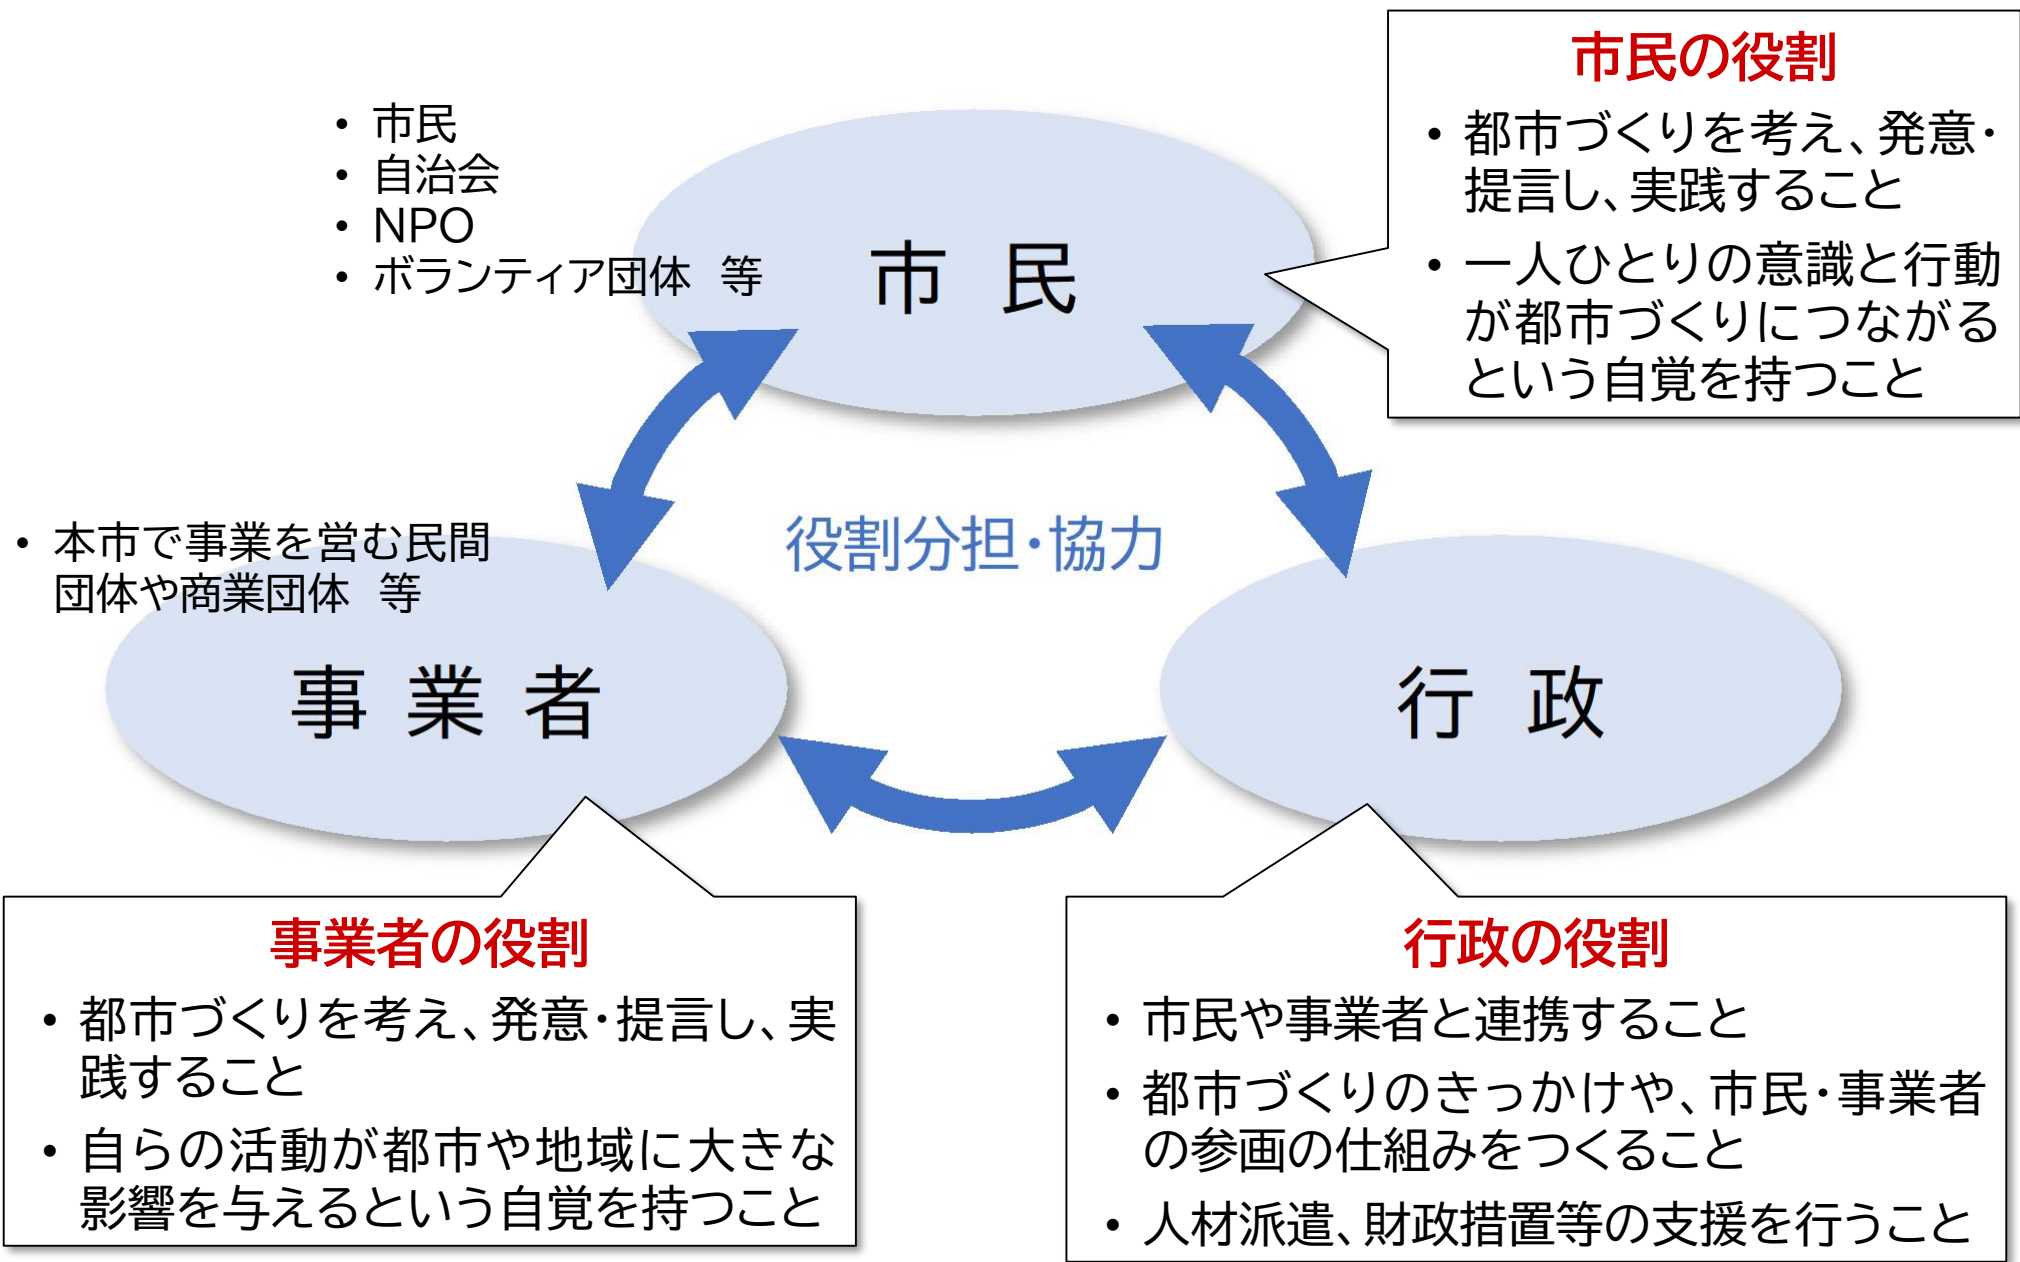 • 市民
• 自治会
• NPO
• ボランティア団体　等
市 民
市民の役割
• 都市づくりを考え、発意・
提言し、実践すること
• 一人ひとりの意識と行動
が都市づくりにつながる
という自覚を持つこと
役割分担・協力
• 本市で事業を営む民間
団体や商業団体　等
事 業 者
行 政
事業者の役割
• 都市づくりを考え、発意・提言し、実
践すること
• 自らの活動が都市や地域に大きな
影響を与えるという自覚を持つこと
行政の役割
• 市民や事業者と連携すること
• 都市づくりのきっかけや、市民・事業者
の参画の仕組みをつくること
• 人材派遣、財政措置等の支援を行うこと